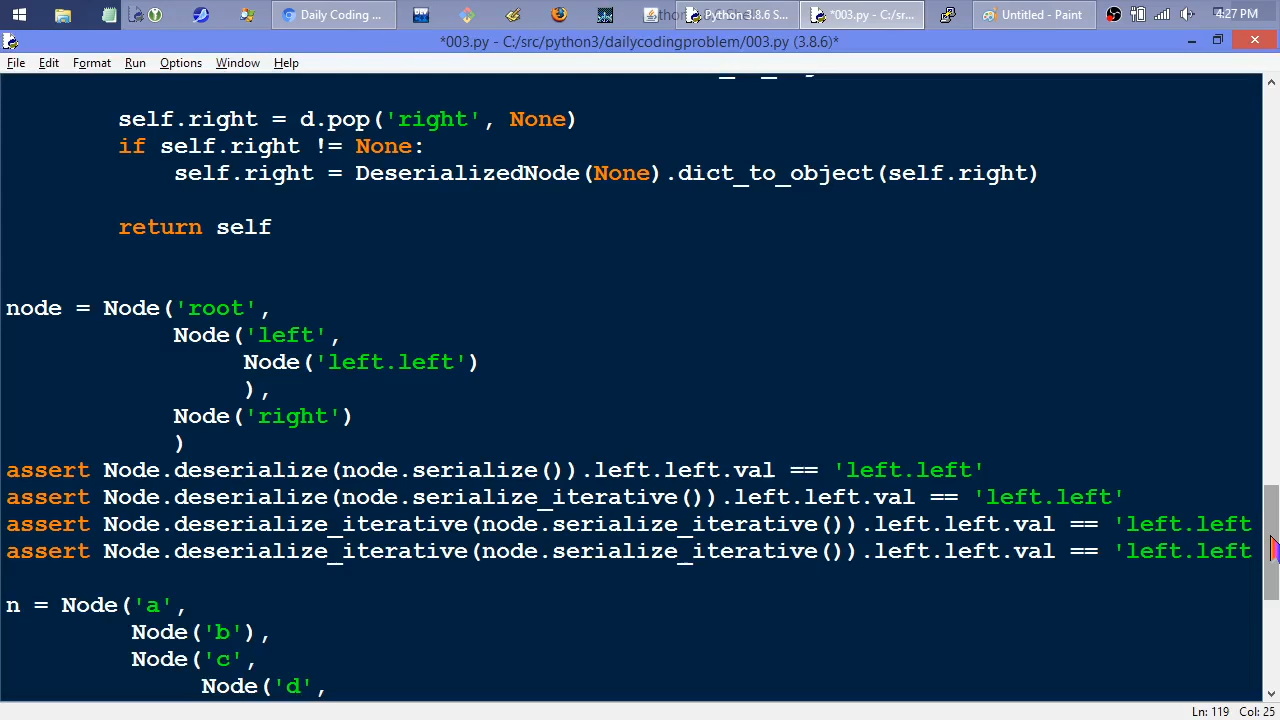 Daily Coding ...
Python 3.8.6 S...
*003.py - C:/sr...
Untitled - Paint
4:27 PM
*003.py - C:/src/python3/dailycodingproblem/003.py (3.8.6)*
File Edit Format Run Options Window Help
self.right = d.pop('right', None)
if self.right != None:
self.right = DeserializedNode(None).dict_to_object(self.right)
return self
node = Node('root',
Node('left',
Node('left.left')
),
Node('right')
)
assert Node.deserialize(node.serialize()).left.left.val == 'left.left'
assert Node.deserialize(node.serialize_iterative()).left.left.val == 'left.left'
assert Node.deserialize_iterative(node.serialize_iterative()).left.left.val == 'left.left
assert Node.deserialize_iterative(node.serialize_iterative()).left.left.val == 'left.left
n = Node('a',
Node('b'),
Node('c',
Node('d',
Ln: 119 Col: 25